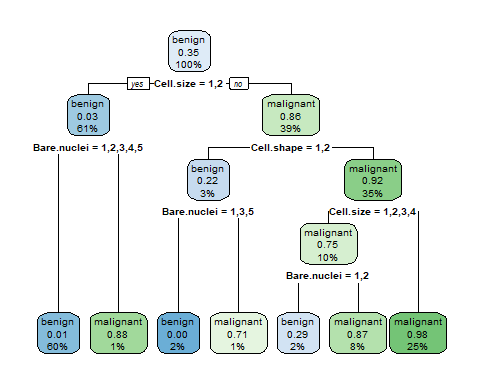 benign
0.35
100%
yes Cell.size = 1,2 no
benign
0.03
61%
malignant
0.86
39%
Bare.nuclei = 1,2,3,4,5
Cell.shape = 1,2
benign
0.22
3%
malignant
0.92
35%
Bare.nuclei = 1,3,5
Cell.size = 1,2,3,4
malignant
0.75
10%
Bare.nuclei = 1,2
benign
0.01
60%
malignant
0.88
1%
benign
0.00
2%
malignant
0.71
1%
benign
0.29
2%
malignant
0.87
8%
malignant
0.98
25%